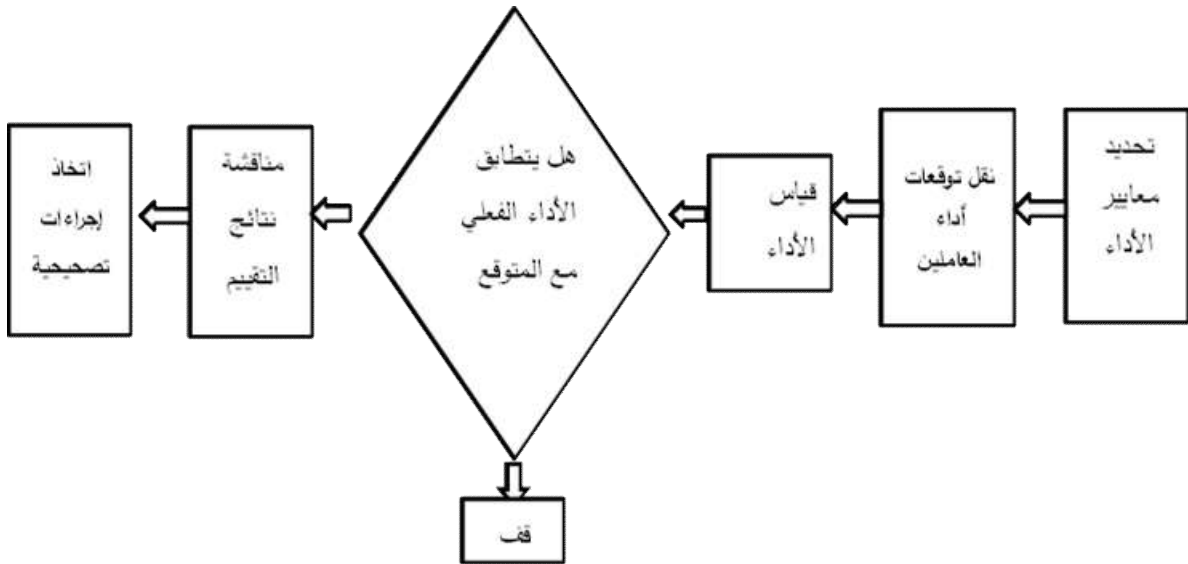 تحديد
معايير
الأداء
نقل توقعات
أداء
العاملين
قياس
الأداء
هل يتطابق
الأداء الفعلي
مع المتوقع
مناقشة
نتائج
التقييم
اتخاذ
إجراءات
تصحيحية
قف